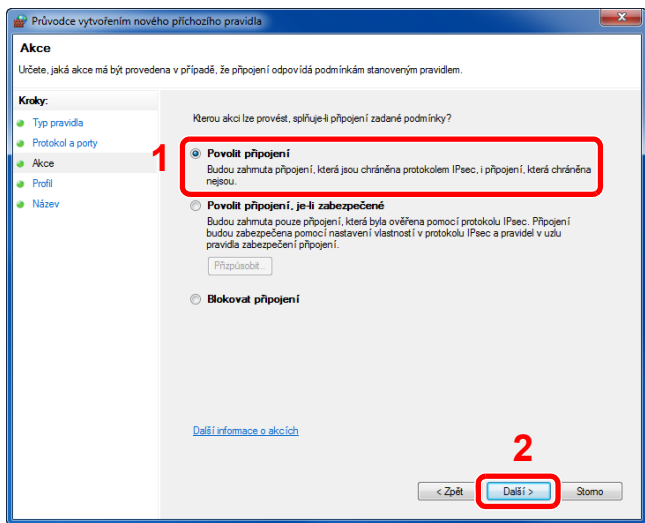 Průvodce vytvořením nového příchozího pravidla
Akce
Určete, jaká akce má být provedena v případě, že připojení odpovídá podmínkám stanoveným pravidlem.
Kroky:
Typ pravidla
Protokol a porty
Akce
Profil
Název
Kterou akci lze provést, splňuje-li připojení zadané podmínky?
1
Povolit připojení
Budou zahrnuta připojení, která jsou chráněna protokolem IPsec, i připojení, která chráněna
nejsou.
Povolit připojení, je-li zabezpečené
Budou zahrnuta pouze připojení, která byla ověřena pomocí protokolu IPsec. Připojení
budou zabezpečena pomocí nastavení vlastností v protokolu IPsec a pravidel v uzlu
pravidla zabezpečení připojení.
Přizpůsobit...
Blokovat připojení
Další informace o akcích
2
< Zpět
Další >
Storno